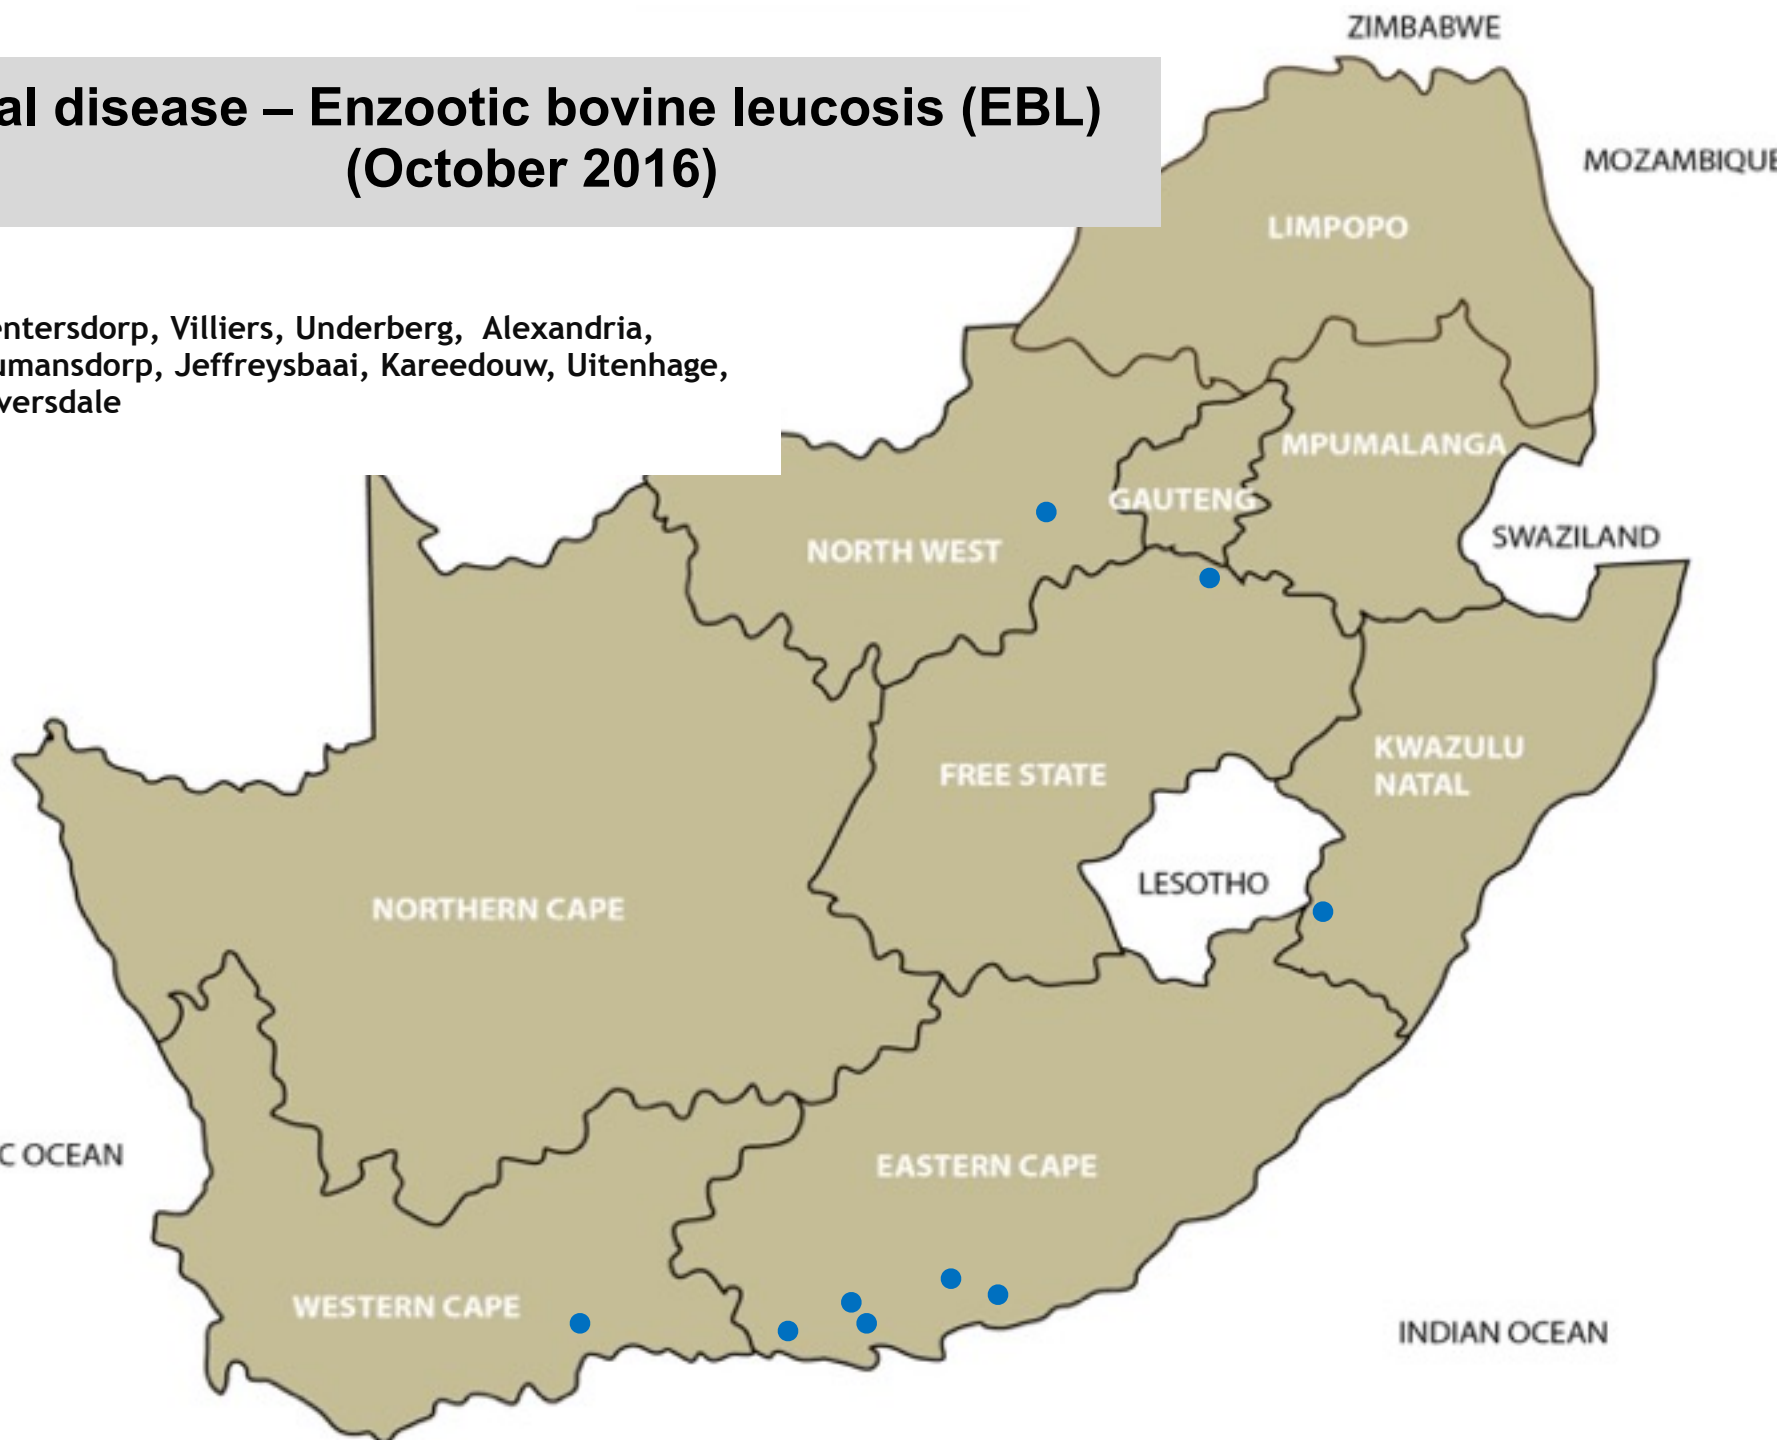 ZIMBABWE
al disease – Enzootic bovine leucosis (EBL)
(October 2016)
MOZAMBIQUE
LIMPOPO
entersdorp, Villiers, Underberg, Alexandria,
umansdorp, Jeffreysbaai, Kareedouw, Uitenhage,
versdale
MPUMALANGA
GAUTENG
SWAZILAND
NORTH WEST
KWAZULU
NATAL
FREE STATE
LESOTHO
NORTHERN CAPE
C OCEAN
EASTERN CAPE
WESTERN CAPE
INDIAN OCEAN